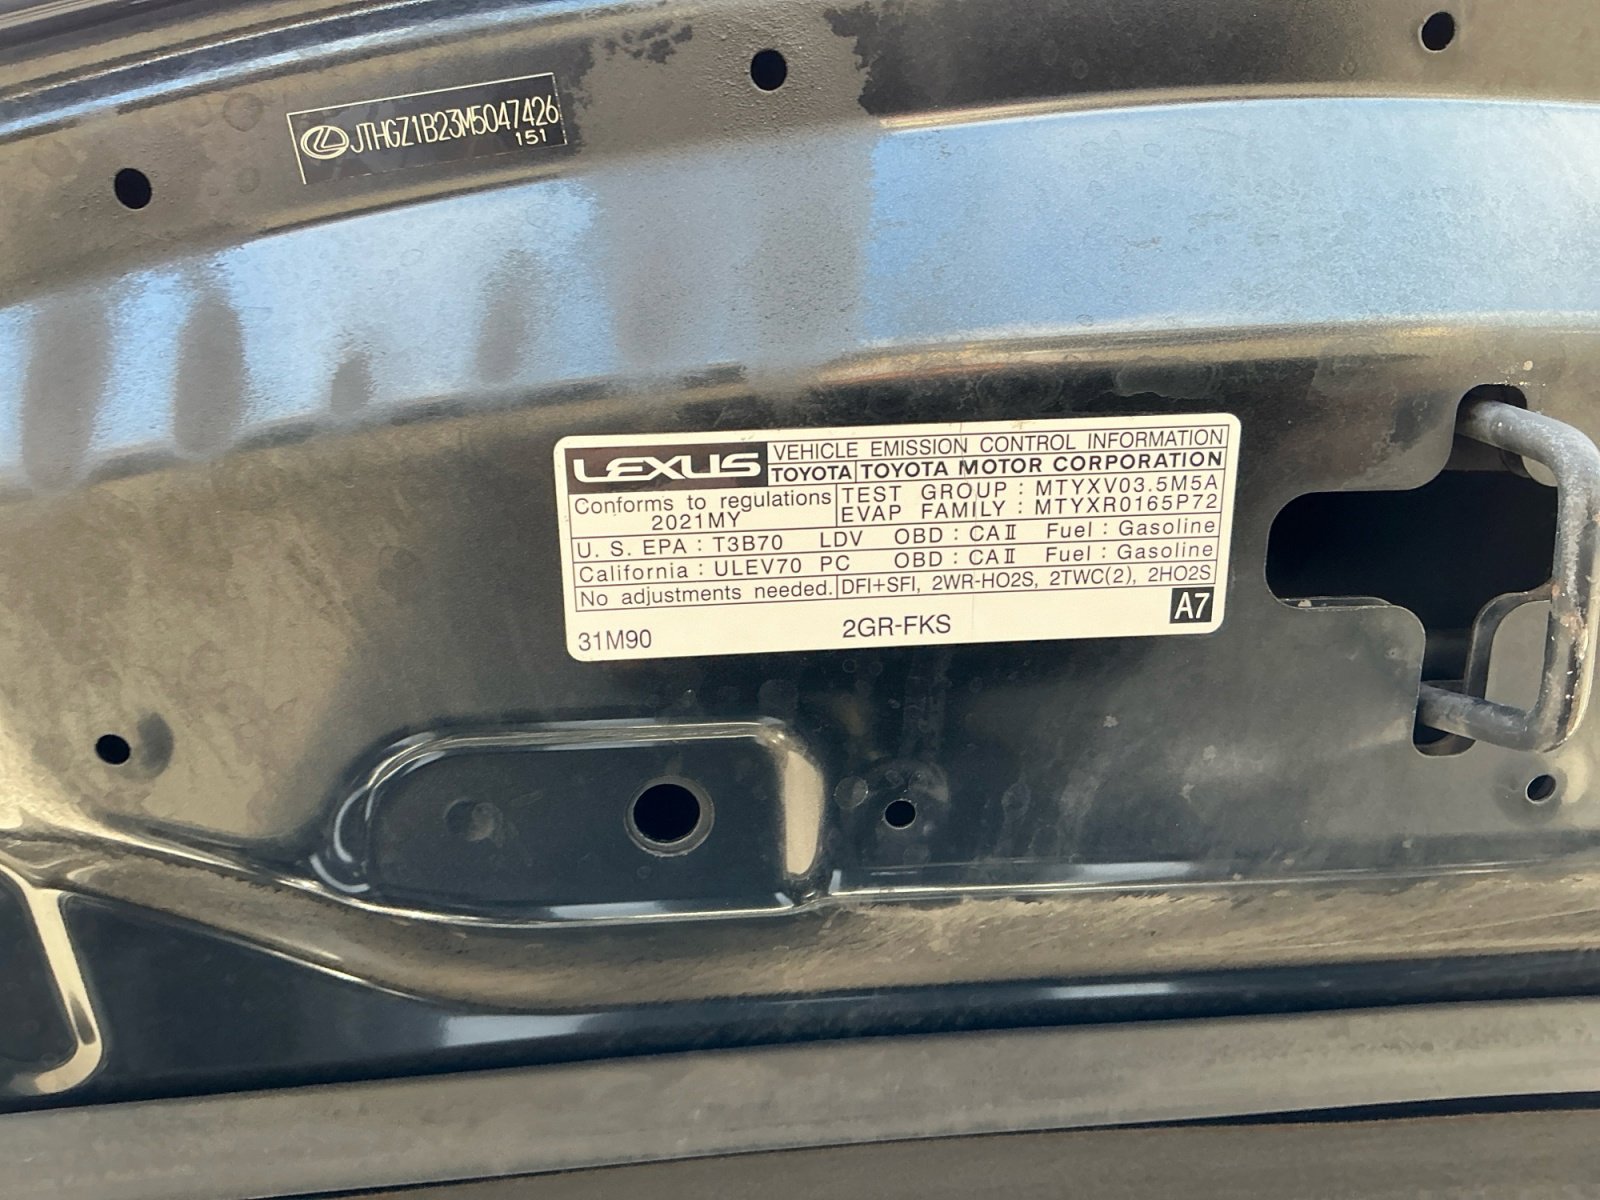 JTHGZ1B23M5047426
151
LEXUS
VEHICLE EMISSION CONTROL INFORMATION
TOYOTA TOYOTA MOTOR CORPORATION
Conforms to regulations
2021MY
TEST GROUP : MTYXV03.5M5A
EVAP FAMILY : MTYXR0165P72
U. S. EPA : T3B70 LDV OBD : CAⅡ Fuel : Gasoline
California : ULEV70 PC OBD : CAⅡ Fuel : Gasoline
No adjustments needed. DFI+SFI, 2WR-HO2S, 2TWC(2), 2HO2S
31M90 2GR-FKS A7